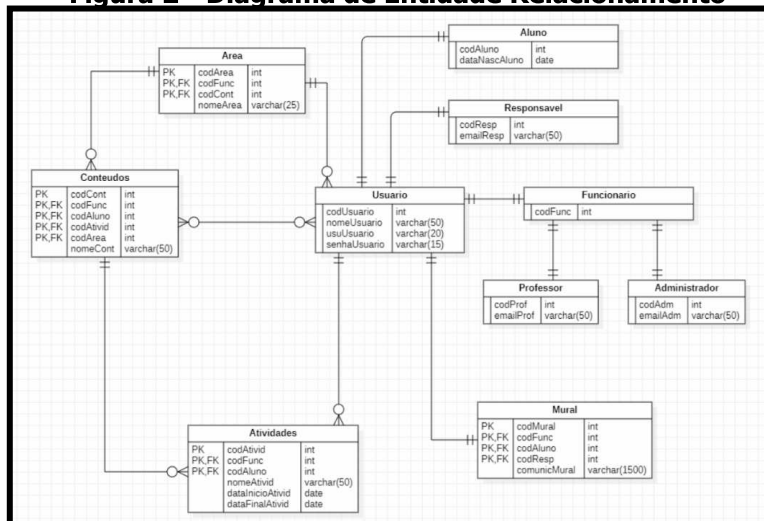 Figura 2 - Diagrama de Entidade Relacionamento
Aluno
codAluno int
dataNascAluno date
Area
PK codArea int
PK,FK codFunc int
PK,FK codCont int
nomeArea varchar(25)
Responsavel
codResp int
emailResp varchar(50)
Conteudos
PK codCont int
PK,FK codFunc int
PK,FK codAluno int
PK,FK codAtivid int
PK,FK codArea int
nomeCont varchar(50)
Usuario
codUsuario int
nomeUsuario varchar(50)
usuUsuario varchar(20)
senhaUsuario varchar(15)
Funcionario
codFunc int
Professor
codProf int
emailProf varchar(50)
Administrador
codAdm int
emailAdm varchar(50)
Atividades
PK codAtivid int
PK,FK codFunc int
PK,FK codAluno int
nomeAtivid varchar(50)
dataInicioAtivid date
dataFinalAtivid date
Mural
PK codMural int
PK,FK codFunc int
PK,FK codAluno int
PK,FK codResp int
comunicMural varchar(1500)